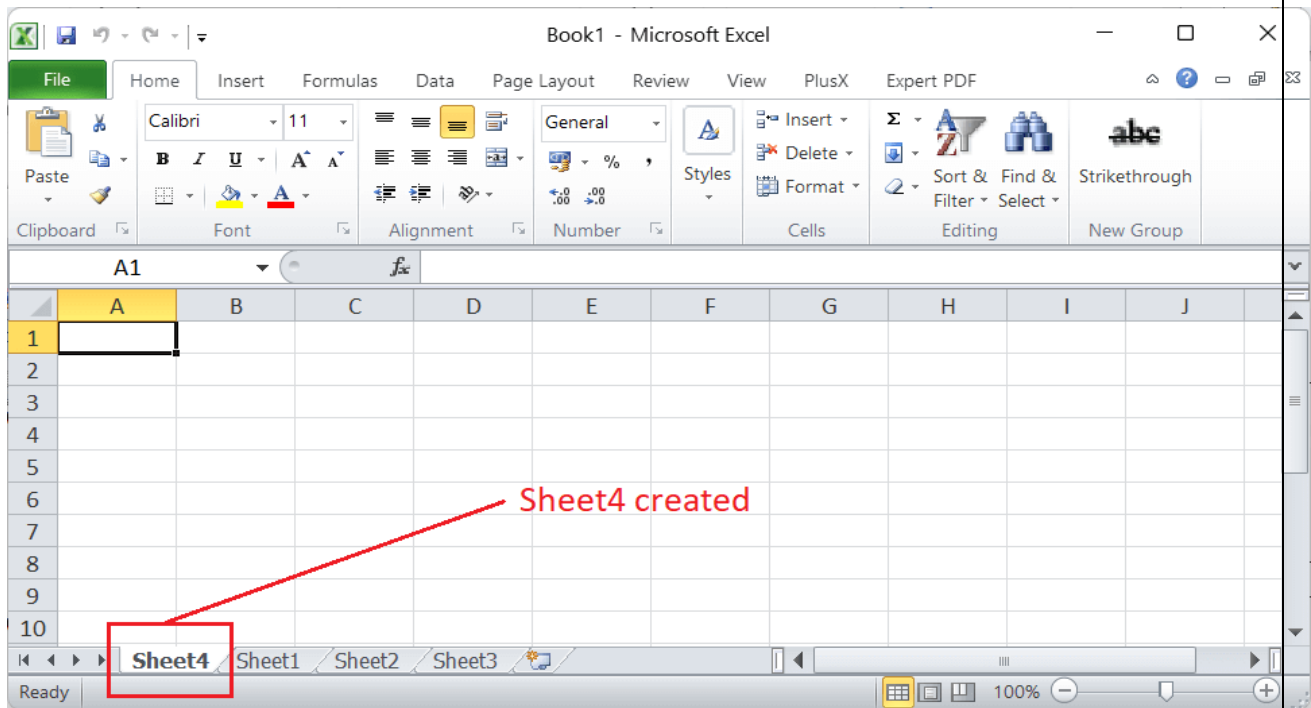 Book1 - Microsoft Excel
File Home Insert Formulas Data Page Layout Review View PlusX Expert PDF
Calibri 11 General Insert Σ abc
B I U A A % , Delete
Paste Styles Format Sort & Filter Find & Select Strikethrough
Clipboard Font Alignment Number Cells Editing New Group
A1 fx
A B C D E F G H I J
1
2
3
4
5
6 Sheet4 created
7
8
9
10
Sheet4 Sheet1 Sheet2 Sheet3
Ready 100%